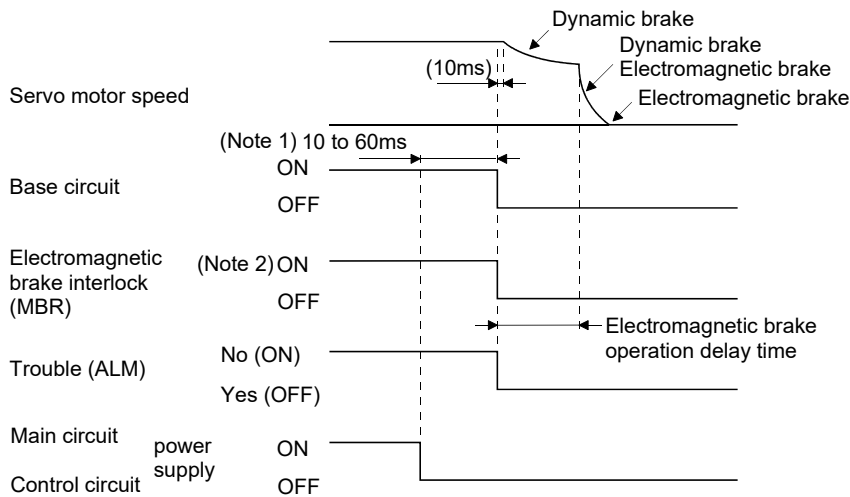 Dynamic brake
Dynamic brake
Electromagnetic brake
Electromagnetic brake
(10ms)
Servo motor speed
(Note 1) 10 to 60ms
ON
Base circuit
OFF
Electromagnetic
brake interlock
(MBR)
(Note 2) ON
OFF
Electromagnetic brake
operation delay time
No (ON)
Trouble (ALM)
Yes (OFF)
Main circuit
power
supply
ON
Control circuit
OFF